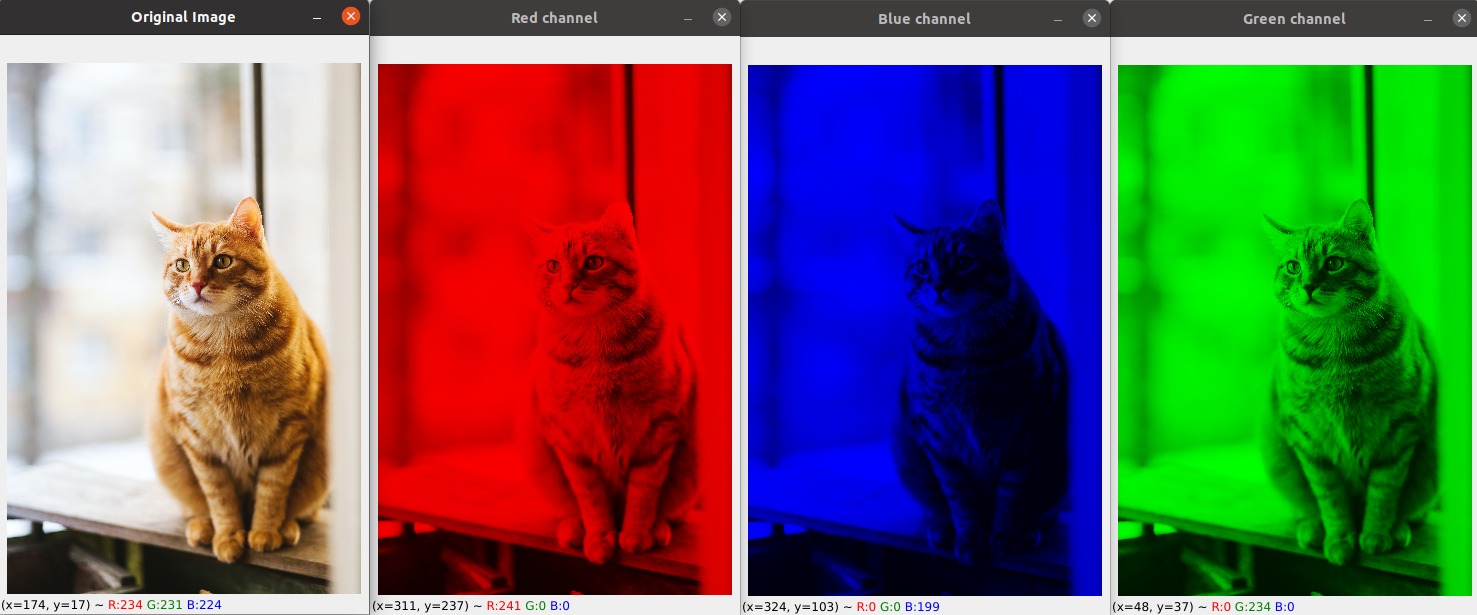 Original Image
Red channel
Blue channel
Green channel
(x=174, y=17) ~ R:234 G:231 B:224
(x=311, y=237) ~ R:241 G:0 B:0
(x=324, y=103) ~ R:0 G:0 B:199
(x=48, y=37) ~ R:0 G:234 B:0